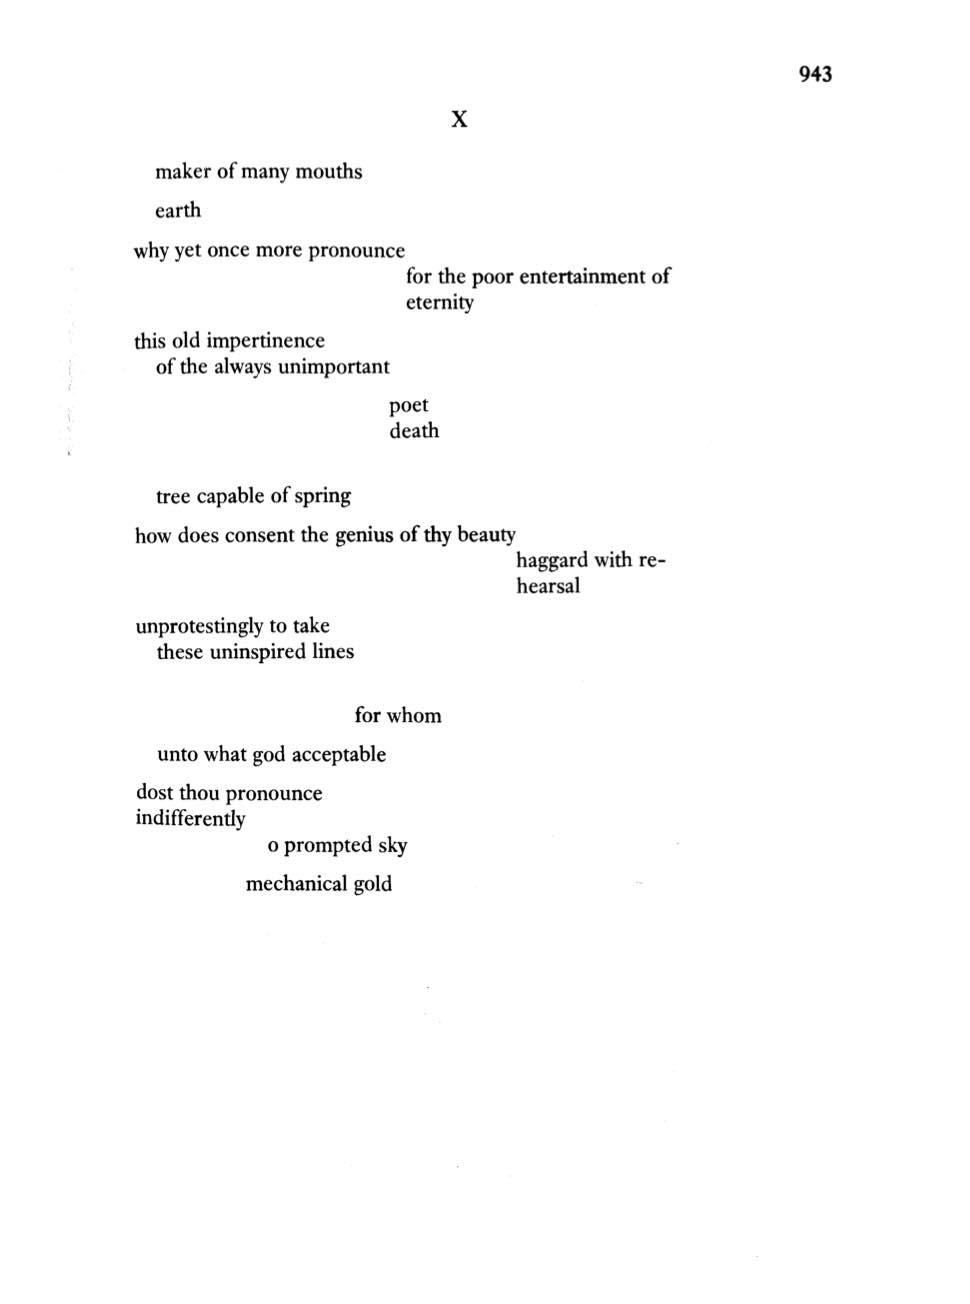 943
X
maker of many mouths
earth
why yet once more pronounce
for the poor entertainment of
eternity
this old impertinence
of the always unimportant
poet
death
tree capable of spring
how does consent the genius of thy beauty
haggard with re-
hearsal
unprotestingly to take
these uninspired lines
for whom
unto what god acceptable
dost thou pronounce
indifferently
o prompted sky
mechanical gold